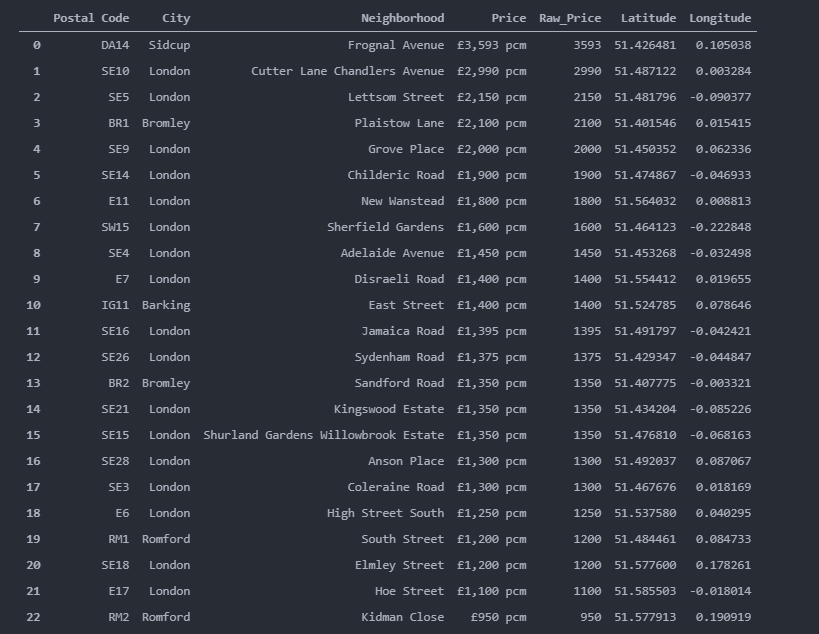 Postal Code City Neighborhood Price Raw_Price Latitude Longitude
0 DA14 Sidcup Frognal Avenue £3,593 pcm 3593 51.426481 0.105038
1 SE10 London Cutter Lane Chandlers Avenue £2,990 pcm 2990 51.487122 0.003284
2 SE5 London Lettsom Street £2,150 pcm 2150 51.481796 -0.090377
3 BR1 Bromley Plaistow Lane £2,100 pcm 2100 51.401546 0.015415
4 SE9 London Grove Place £2,000 pcm 2000 51.450352 0.062336
5 SE14 London Childeric Road £1,900 pcm 1900 51.474867 -0.046933
6 E11 London New Wanstead £1,800 pcm 1800 51.564032 0.008813
7 SW15 London Sherfield Gardens £1,600 pcm 1600 51.464123 -0.222848
8 SE4 London Adelaide Avenue £1,450 pcm 1450 51.453268 -0.032498
9 E7 London Disraeli Road £1,400 pcm 1400 51.554412 0.019655
10 IG11 Barking East Street £1,400 pcm 1400 51.524785 0.078646
11 SE16 London Jamaica Road £1,395 pcm 1395 51.491797 -0.042421
12 SE26 London Sydenham Road £1,375 pcm 1375 51.429347 -0.044847
13 BR2 Bromley Sandford Road £1,350 pcm 1350 51.407775 -0.003321
14 SE21 London Kingswood Estate £1,350 pcm 1350 51.434204 -0.085226
15 SE15 London Shurland Gardens Willowbrook Estate £1,350 pcm 1350 51.476810 -0.068163
16 SE28 London Anson Place £1,300 pcm 1300 51.492037 0.087067
17 SE3 London Coleraine Road £1,300 pcm 1300 51.467676 0.018169
18 E6 London High Street South £1,250 pcm 1250 51.537580 0.040295
19 RM1 Romford South Street £1,200 pcm 1200 51.484461 0.084733
20 SE18 London Elmley Street £1,200 pcm 1200 51.577600 0.178261
21 E17 London Hoe Street £1,100 pcm 1100 51.585503 -0.018014
22 RM2 Romford Kidman Close £950 pcm 950 51.577913 0.190919